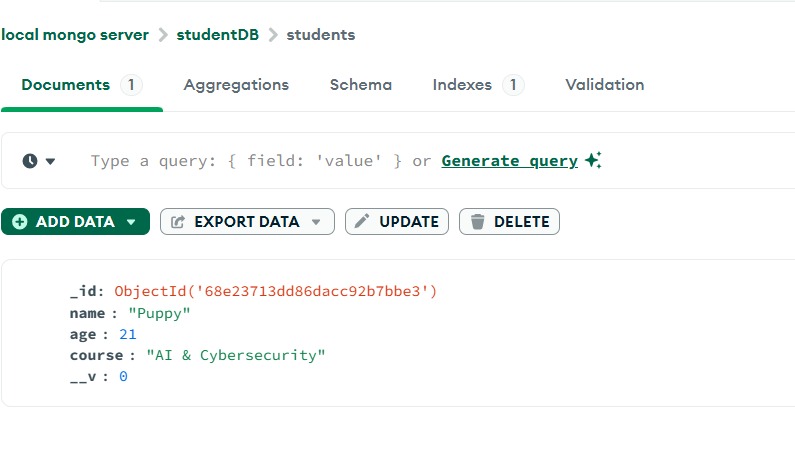 local mongo server > studentDB > students
Documents 1 Aggregations Schema Indexes 1 Validation
Type a query: { field: 'value' } or Generate query
ADD DATA EXPORT DATA UPDATE DELETE
_id: ObjectId('68e23713dd86dacc92b7bbe3')
name : "Puppy"
age : 21
course : "AI & Cybersecurity"
__v : 0